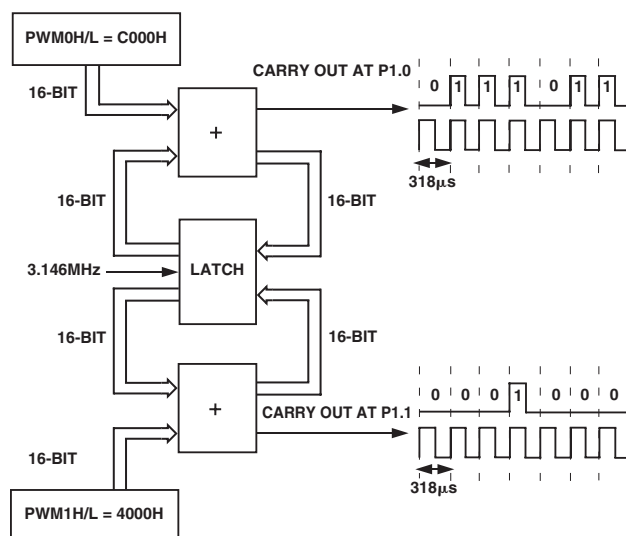 PWM0H/L = C000H
16-BIT
CARRY OUT AT P1.0
0 1 1 1 0 1 1
+
318µs
16-BIT
16-BIT
3.146MHz
LATCH
16-BIT
16-BIT
0 0 0 1 0 0 0
+
CARRY OUT AT P1.1
16-BIT
318µs
PWM1H/L = 4000H